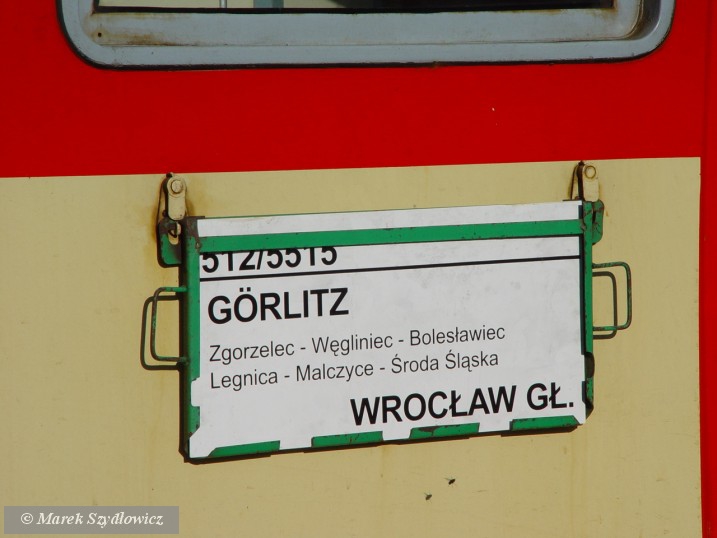 512/5515
GÖRLITZ
Zgorzelec - Węgliniec - Bolesławiec
Legnica - Malczyce - Środa Śląska
WROCŁAW GŁ.
© Marek Szydłowicz